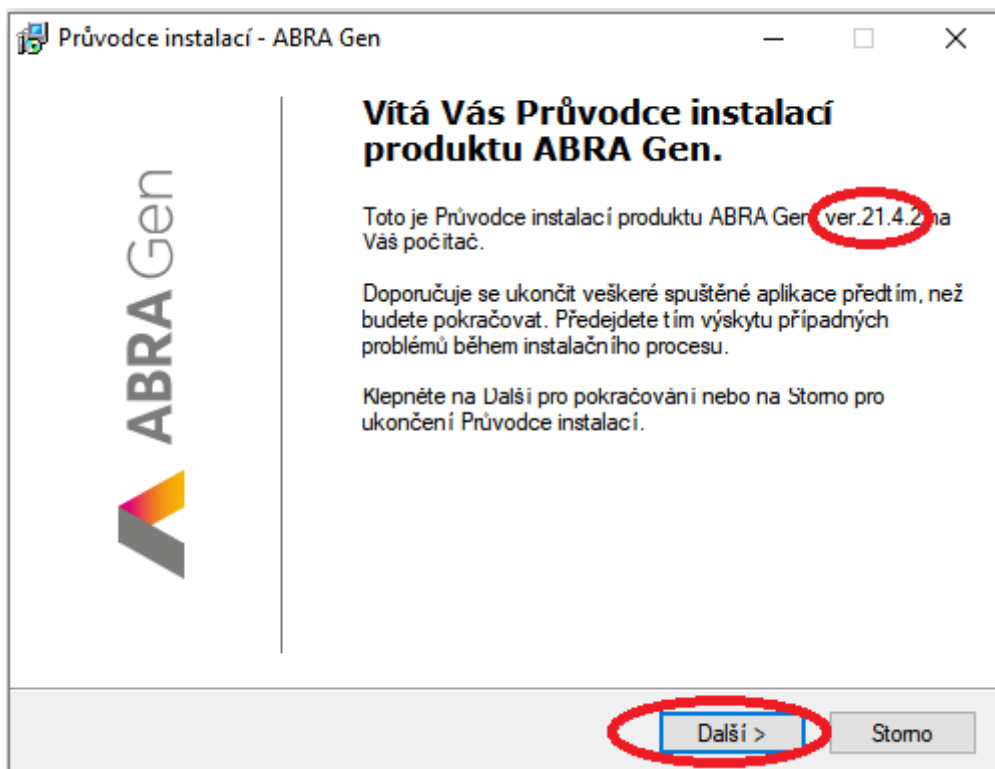 Průvodce instalací - ABRA Gen
Vítá Vás Průvodce instalací
produktu ABRA Gen.
Toto je Průvodce instalací produktu ABRA Gen ver.21.4.2 na
Váš počítač.
Doporučuje se ukončit veškeré spuštěné aplikace předtím, než
budete pokračovat. Předejdete tím výskytu případných
problémů během instalačního procesu.
Klepněte na Další pro pokračování nebo na Storno pro
ukončení Průvodce instalací.
ABRA Gen
Další >
Storno